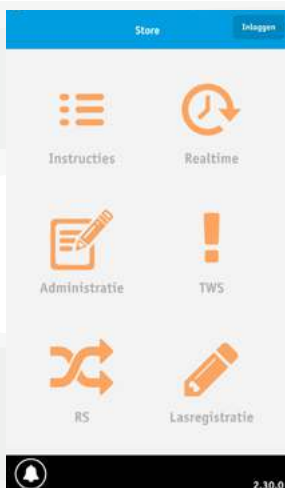 Store
Inloggen
Instructies
Realtime
Administratie
TWS
RS
Lasregistratie
2.30.0